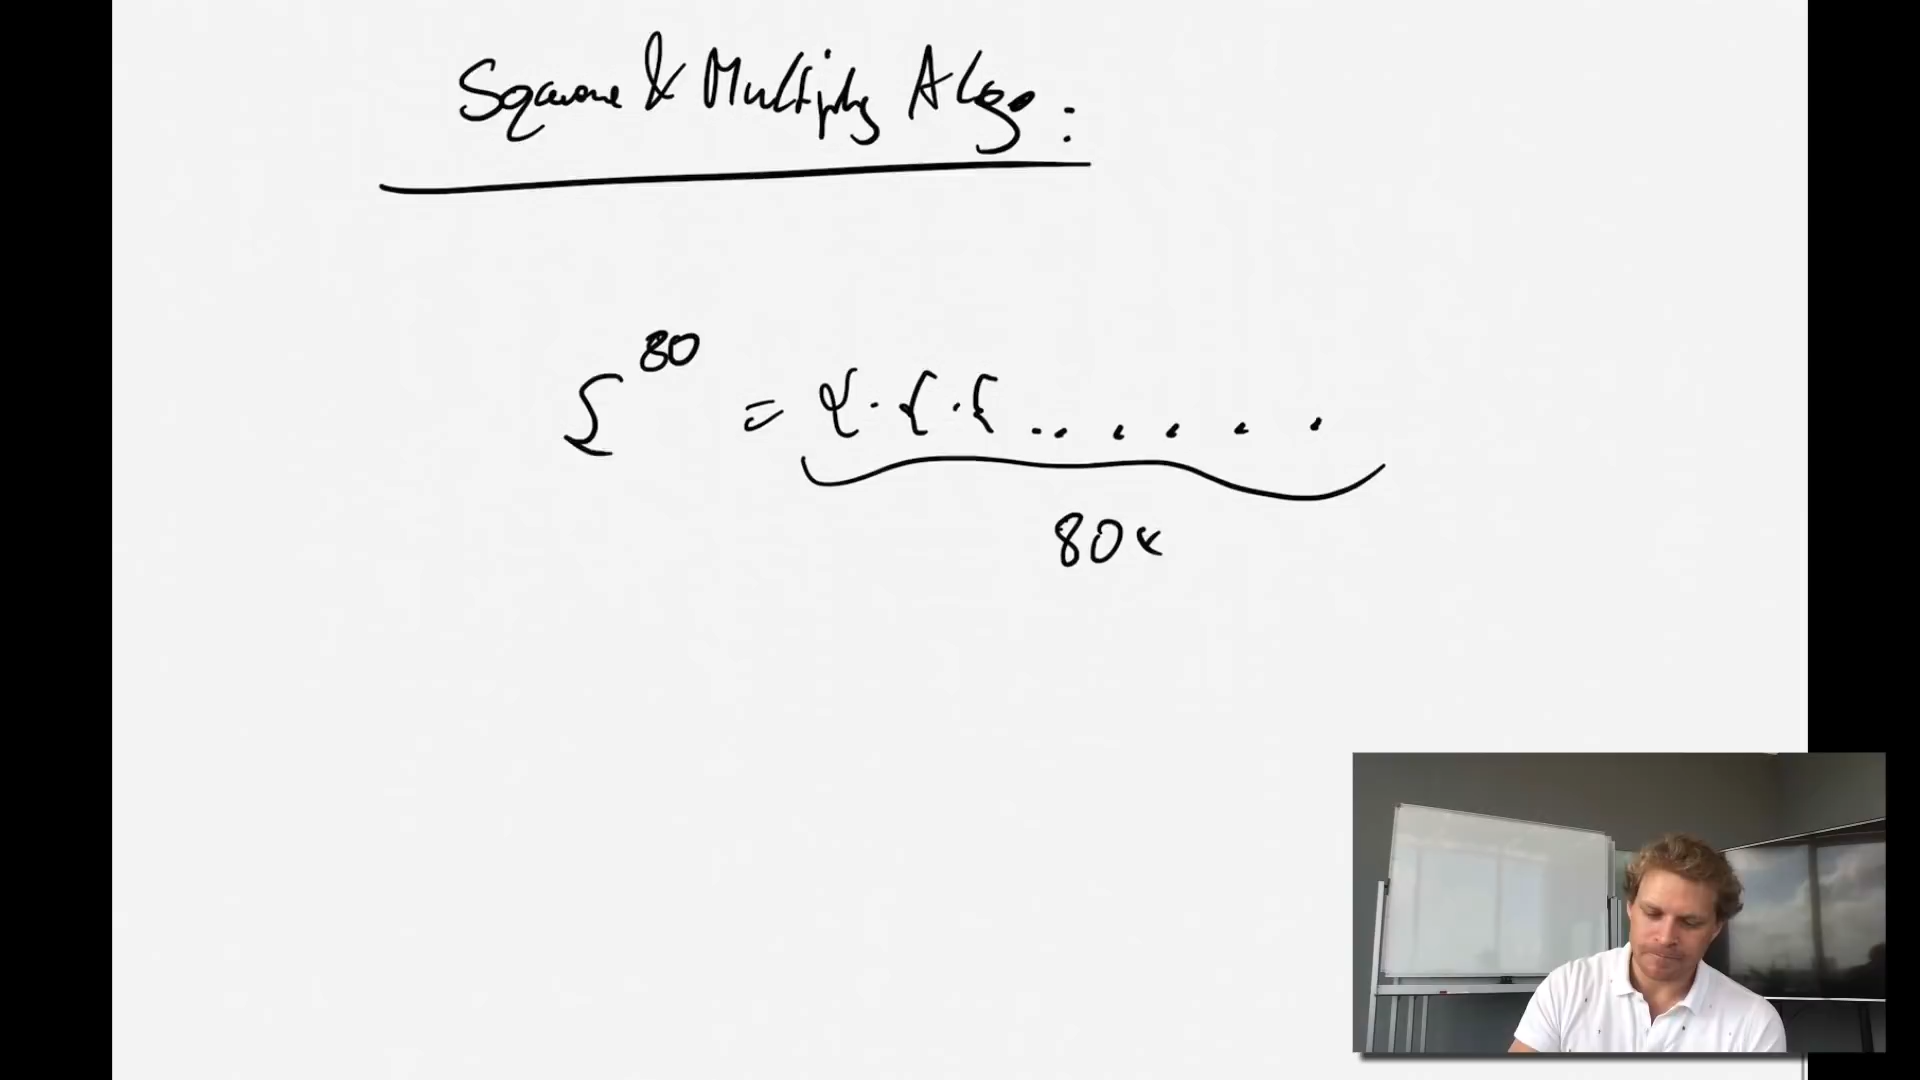 Square & Multiply Algo :
5^80 = 5 · 5 · 5 . . . . . . .
80x